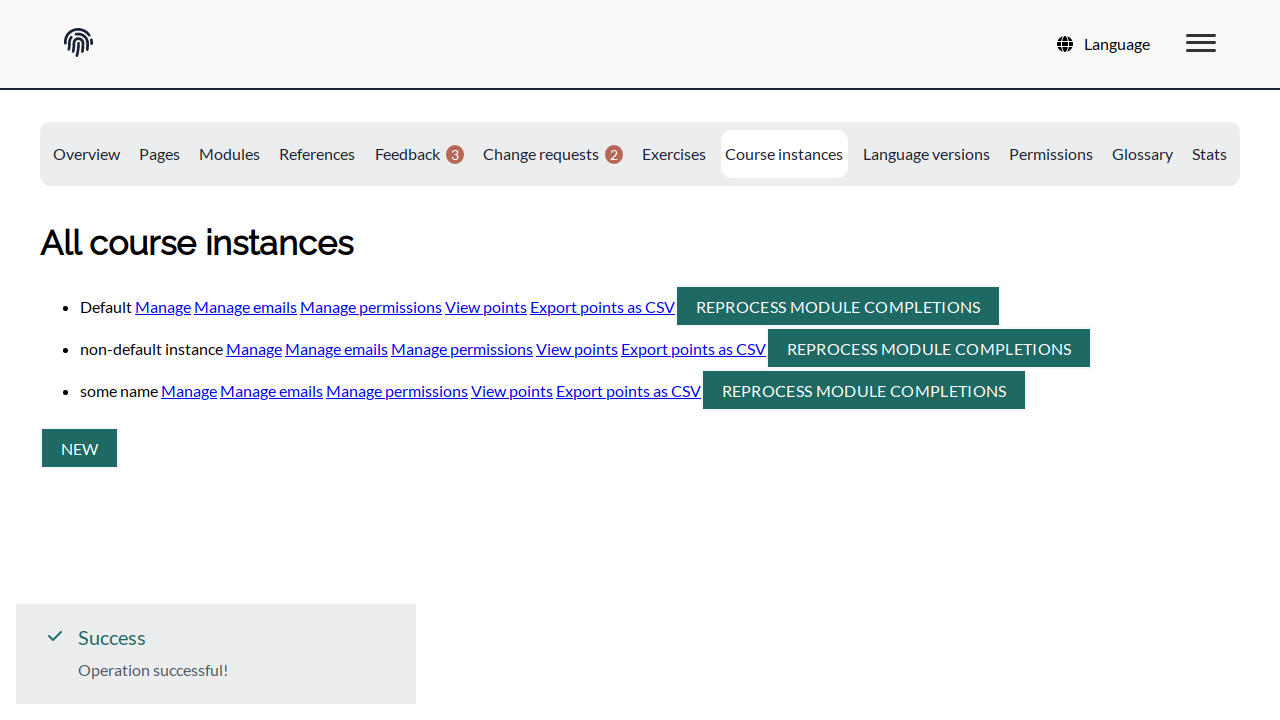 Language
Overview Pages Modules References Feedback 3 Change requests 2 Exercises Course instances Language versions Permissions Glossary Stats
All course instances
Default Manage Manage emails Manage permissions View points Export points as CSV REPROCESS MODULE COMPLETIONS
non-default instance Manage Manage emails Manage permissions View points Export points as CSV REPROCESS MODULE COMPLETIONS
some name Manage Manage emails Manage permissions View points Export points as CSV REPROCESS MODULE COMPLETIONS
NEW
Success
Operation successful!